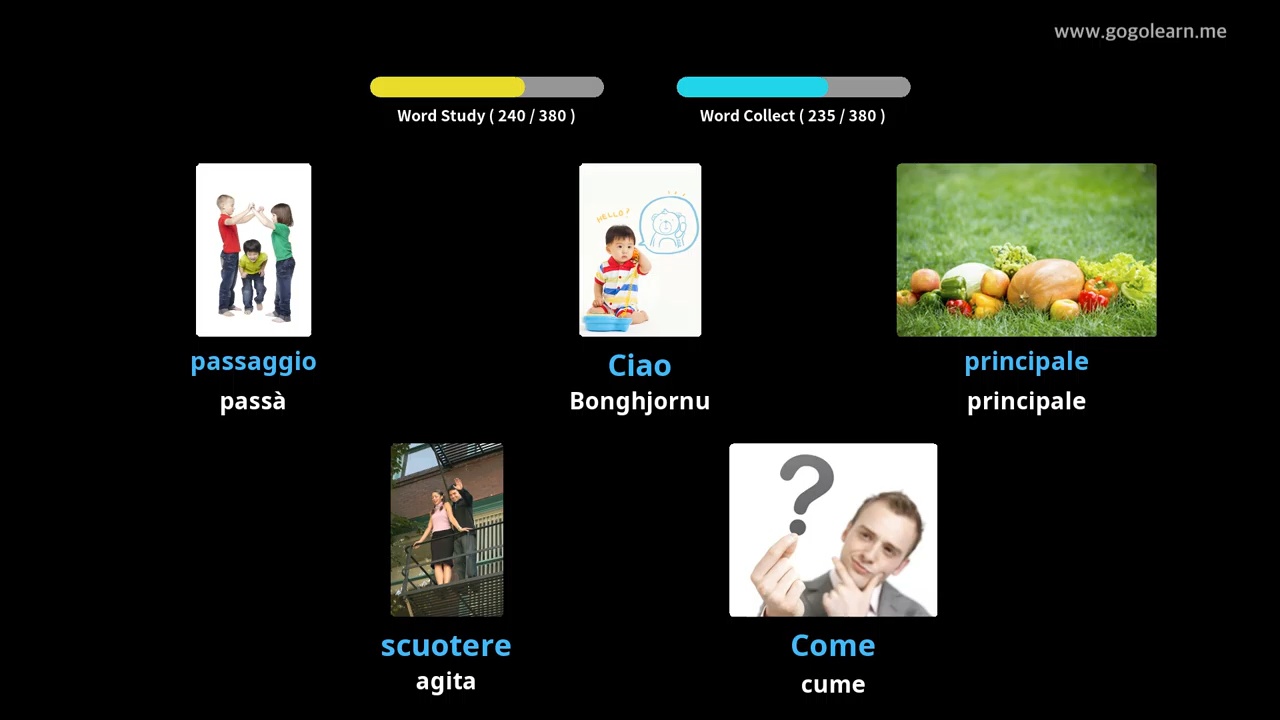 www.gogolearn.me
Word Study ( 240 / 380 )
Word Collect ( 235 / 380 )
HELLO?
passaggio
passà
Ciao
Bonghjornu
principale
principale
scuotere
agita
Come
cume